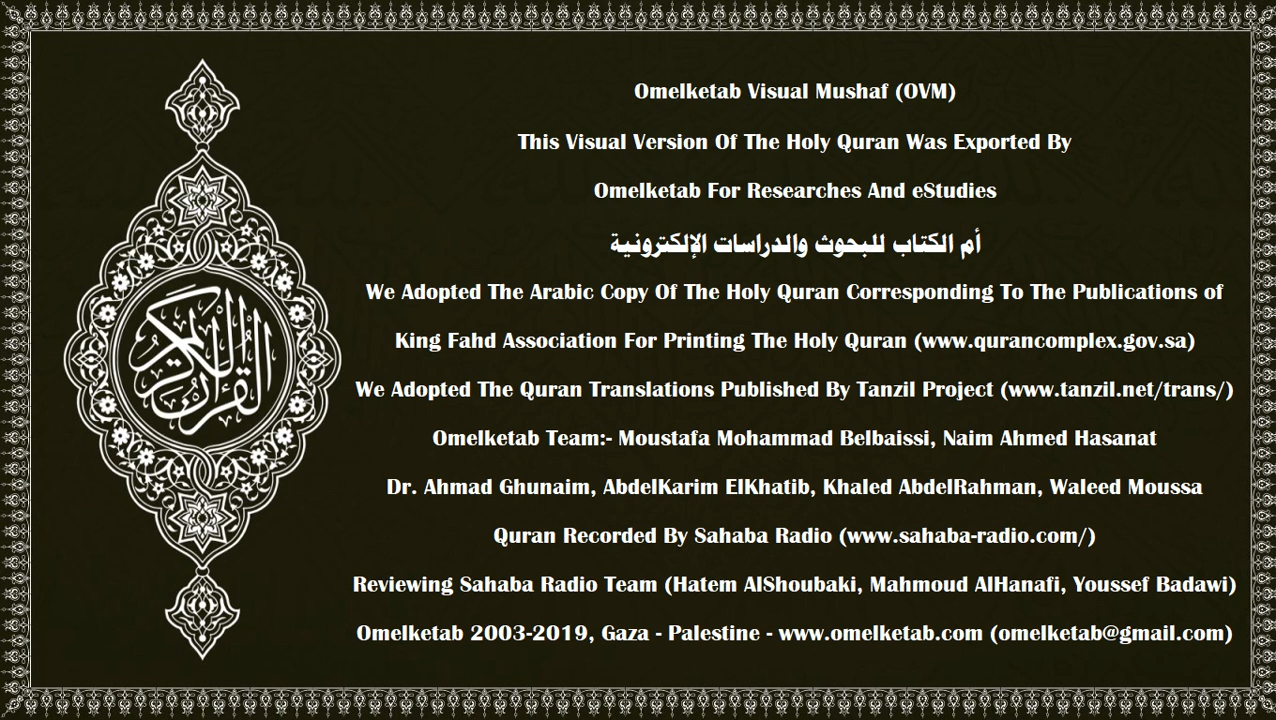 Omelketab Visual Mushaf (OVM)
This Visual Version Of The Holy Quran Was Exported By
Omelketab For Researches And eStudies
أم الكتاب للبحوث والدراسات الإلكترونية
We Adopted The Arabic Copy Of The Holy Quran Corresponding To The Publications of
King Fahd Association For Printing The Holy Quran (www.qurancomplex.gov.sa)
We Adopted The Quran Translations Published By Tanzil Project (www.tanzil.net/trans/)
Omelketab Team:- Moustafa Mohammad Belbaissi, Naim Ahmed Hasanat
Dr. Ahmad Ghunaim, AbdelKarim ElKhatib, Khaled AbdelRahman, Waleed Moussa
Quran Recorded By Sahaba Radio (www.sahaba-radio.com/)
Reviewing Sahaba Radio Team (Hatem AlShoubaki, Mahmoud AlHanafi, Youssef Badawi)
Omelketab 2003-2019, Gaza - Palestine - www.omelketab.com (omelketab@gmail.com)
القرآن الكريم